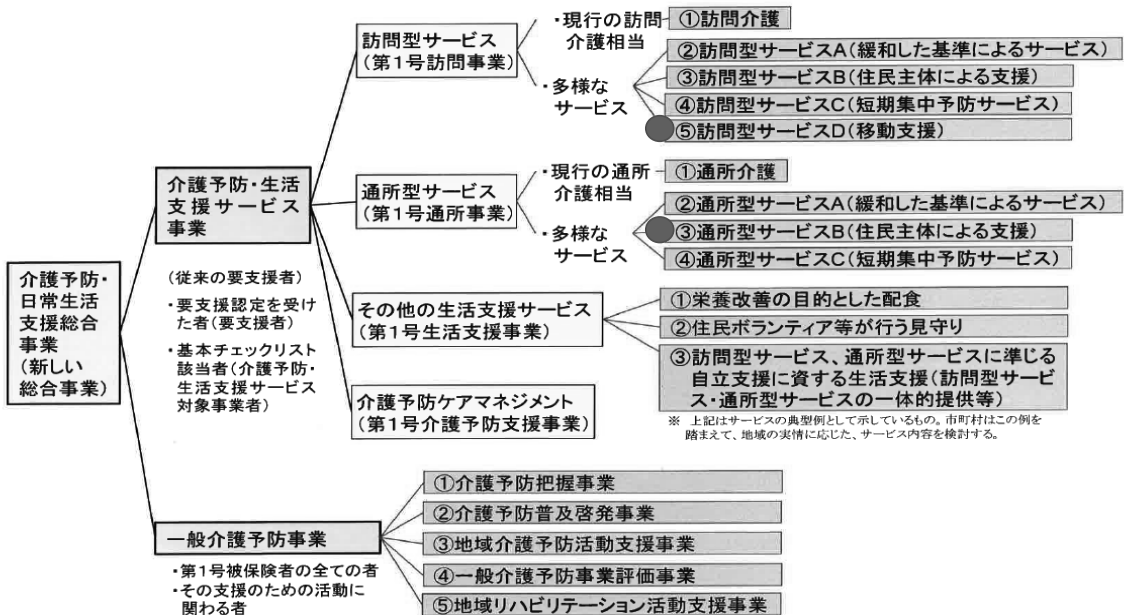 介護予防・
日常生活
支援総合
事業
（新しい
総合事業）
介護予防・生活
支援サービス
事業
（従来の要支援者）
・要支援認定を受け
た者（要支援者）
・基本チェックリスト
該当者（介護予防・
生活支援サービス
対象事業者）
訪問型サービス
（第1号訪問事業）
・現行の訪問
介護相当
①訪問介護
・多様な
サービス
②訪問型サービスA（緩和した基準によるサービス）
③訪問型サービスB（住民主体による支援）
④訪問型サービスC（短期集中予防サービス）
⑤訪問型サービスD（移動支援）
通所型サービス
（第1号通所事業）
・現行の通所
介護相当
①通所介護
・多様な
サービス
②通所型サービスA（緩和した基準によるサービス）
③通所型サービスB（住民主体による支援）
④通所型サービスC（短期集中予防サービス）
その他の生活支援サービス
（第1号生活支援事業）
①栄養改善の目的とした配食
②住民ボランティア等が行う見守り
③訪問型サービス、通所型サービスに準じる
自立支援に資する生活支援（訪問型サービ
ス・通所型サービスの一体的提供等）
※　上記はサービスの典型例として示しているもの。市町村はこの例を
踏まえて、地域の実情に応じた、サービス内容を検討する。
介護予防ケアマネジメント
（第1号介護予防支援事業）
一般介護予防事業
・第1号被保険者の全ての者
・その支援のための活動に
関わる者
①介護予防把握事業
②介護予防普及啓発事業
③地域介護予防活動支援事業
④一般介護予防事業評価事業
⑤地域リハビリテーション活動支援事業